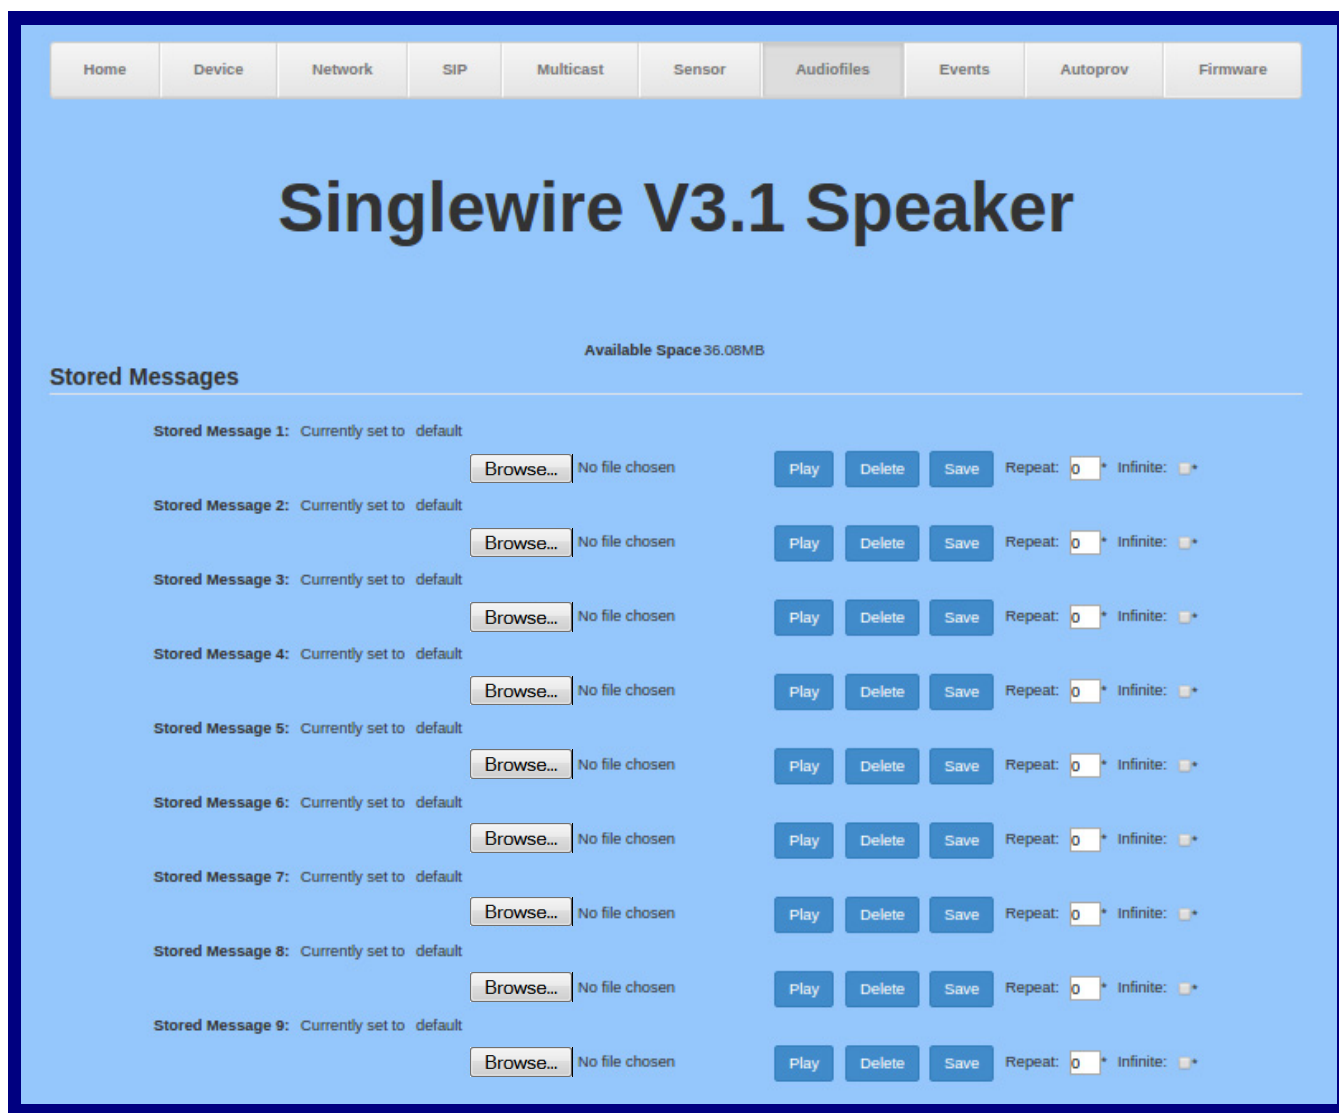 Home Device Network SIP Multicast Sensor Audiofiles Events Autoprov Firmware
Singlewire V3.1 Speaker
Available Space 36.08MB
Stored Messages
Stored Message 1: Currently set to default
Browse... No file chosen Play Delete Save Repeat: 0 * Infinite: *
Stored Message 2: Currently set to default
Browse... No file chosen Play Delete Save Repeat: 0 * Infinite: *
Stored Message 3: Currently set to default
Browse... No file chosen Play Delete Save Repeat: 0 * Infinite: *
Stored Message 4: Currently set to default
Browse... No file chosen Play Delete Save Repeat: 0 * Infinite: *
Stored Message 5: Currently set to default
Browse... No file chosen Play Delete Save Repeat: 0 * Infinite: *
Stored Message 6: Currently set to default
Browse... No file chosen Play Delete Save Repeat: 0 * Infinite: *
Stored Message 7: Currently set to default
Browse... No file chosen Play Delete Save Repeat: 0 * Infinite: *
Stored Message 8: Currently set to default
Browse... No file chosen Play Delete Save Repeat: 0 * Infinite: *
Stored Message 9: Currently set to default
Browse... No file chosen Play Delete Save Repeat: 0 * Infinite: *